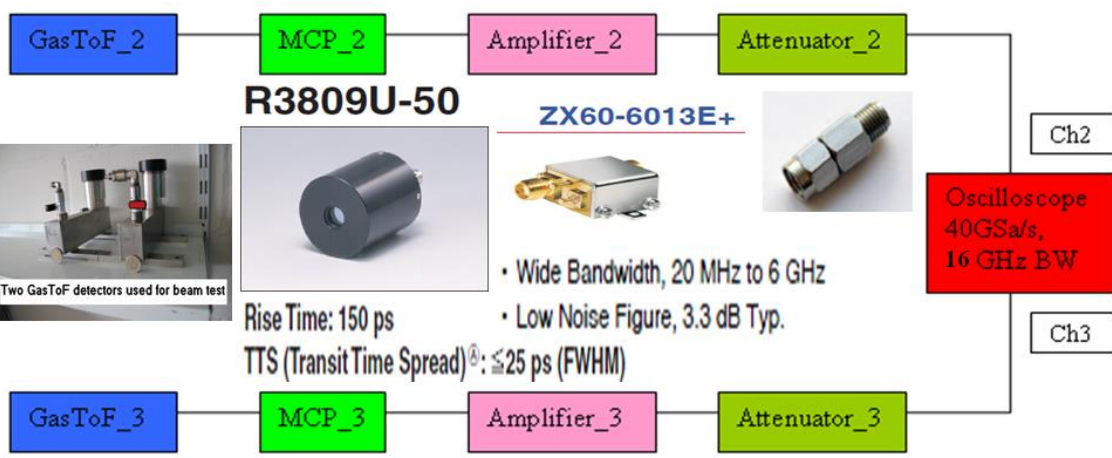 GasToF_2
MCP_2
Amplifier_2
Attenuator_2
R3809U-50
ZX60-6013E+
Ch2
Oscilloscope
40GSa/s,
16 GHz BW
Two GasToF detectors used for beam test
• Wide Bandwidth, 20 MHz to 6 GHz
• Low Noise Figure, 3.3 dB Typ.
Rise Time: 150 ps
TTS (Transit Time Spread)Ⓐ: ≦25 ps (FWHM)
Ch3
GasToF_3
MCP_3
Amplifier_3
Attenuator_3